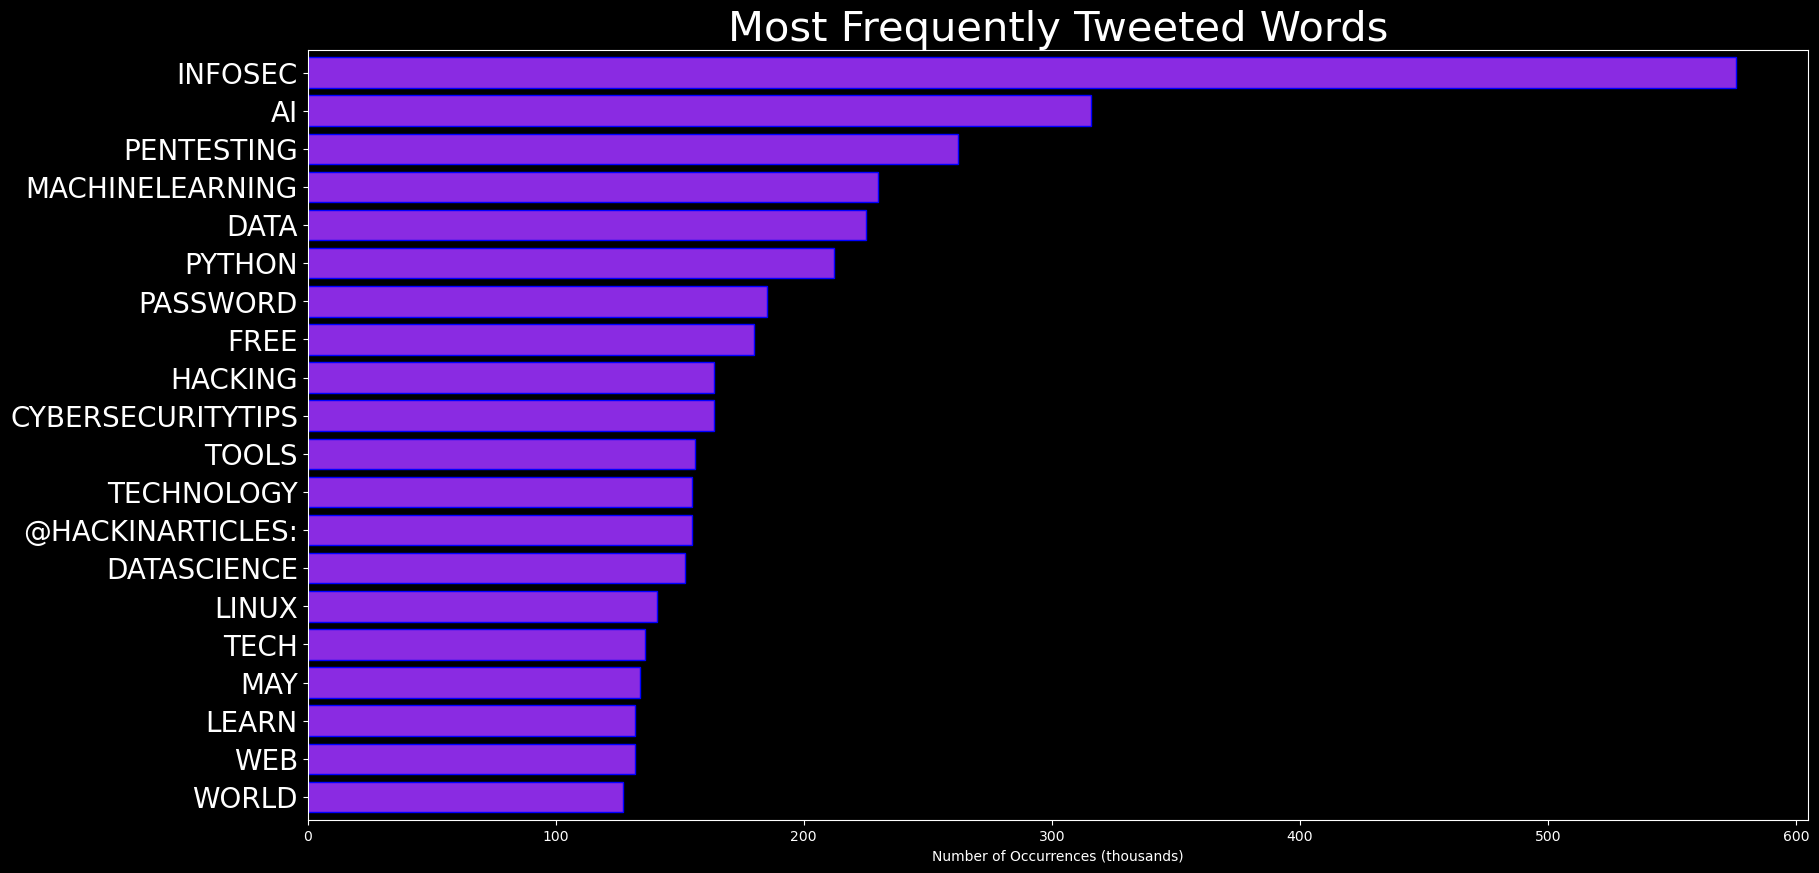 Most Frequently Tweeted Words
INFOSEC
AI
PENTESTING
MACHINELEARNING
DATA
PYTHON
PASSWORD
FREE
HACKING
CYBERSECURITYTIPS
TOOLS
TECHNOLOGY
@HACKINARTICLES:
DATASCIENCE
LINUX
TECH
MAY
LEARN
WEB
WORLD
0 100 200 300 400 500 600
Number of Occurrences (thousands)